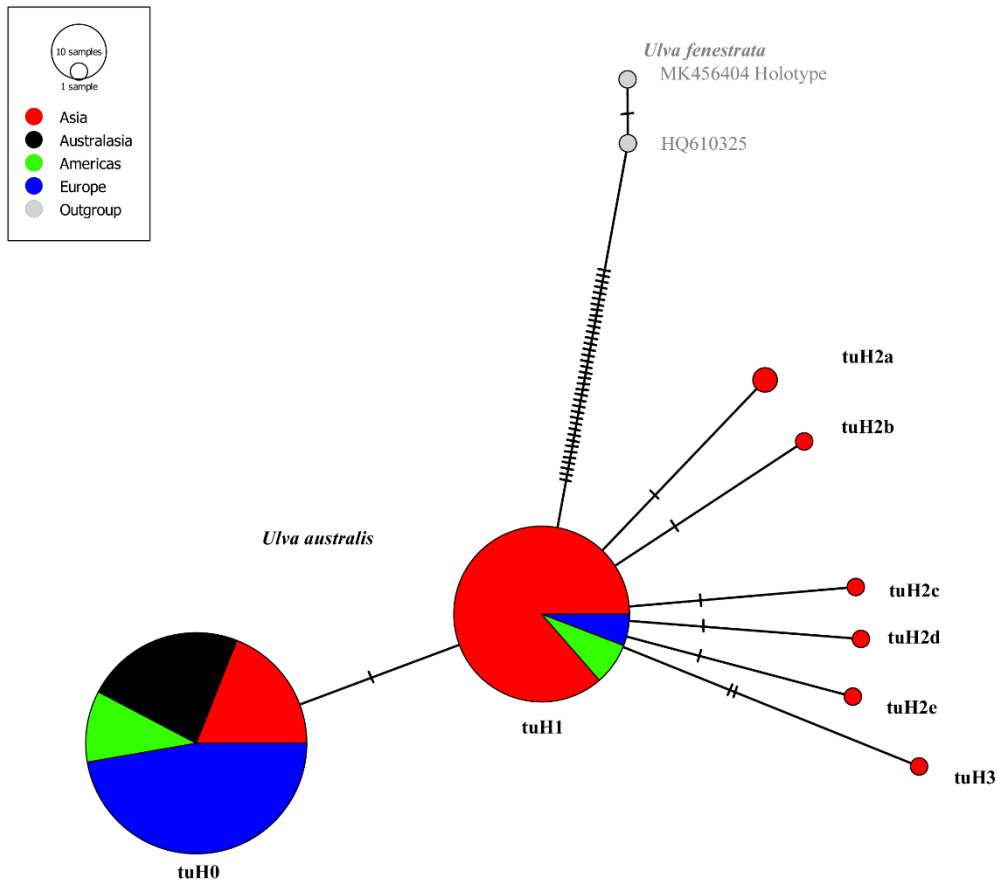 10 samples
1 sample
Asia
Australasia
Americas
Europe
Outgroup
Ulva fenestrata
MK456404 Holotype
HQ610325
tuH2a
tuH2b
Ulva australis
tuH2c
tuH2d
tuH2e
tuH1
tuH3
tuH0